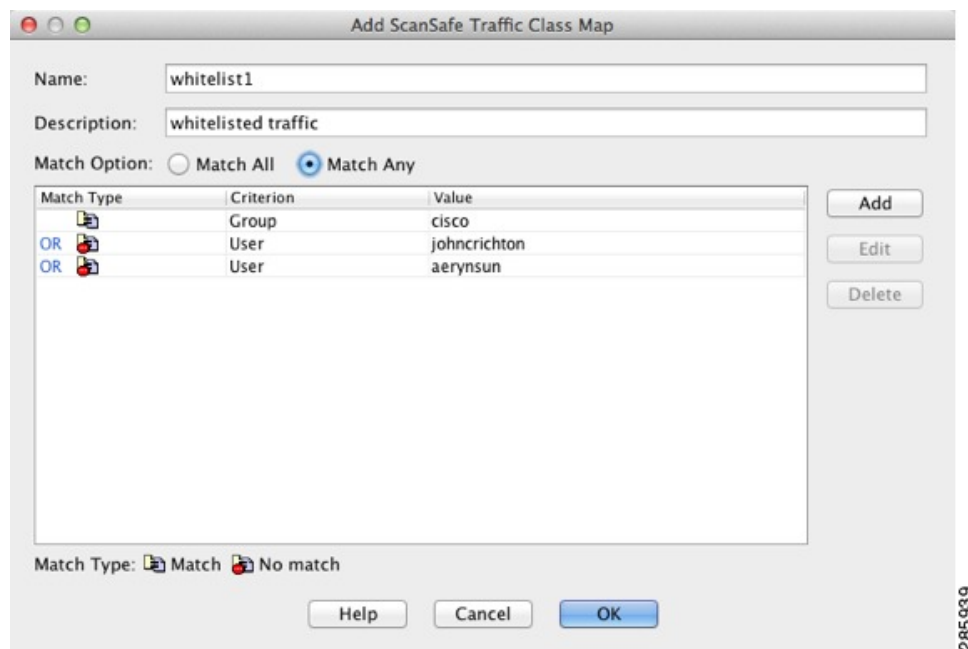 Add ScanSafe Traffic Class Map
Name: whitelist1
Description: whitelisted traffic
Match Option: Match All Match Any
Match Type Criterion Value
Group cisco
OR User johncrichton
OR User aerynsun
Add
Edit
Delete
Match Type: Match No match
Help Cancel OK
285939